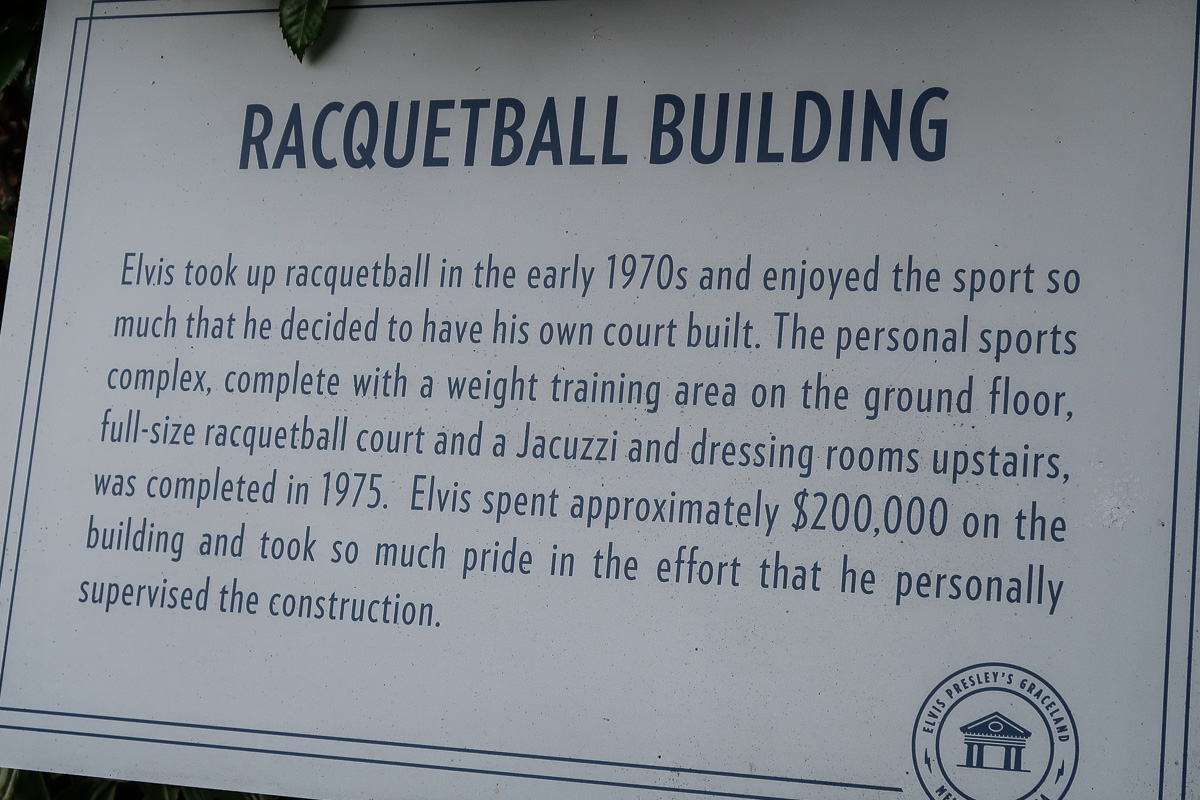 RACQUETBALL BUILDING
Elvis took up racquetball in the early 1970s and enjoyed the sport so
much that he decided to have his own court built. The personal sports
complex, complete with a weight training area on the ground floor,
full-size racquetball court and a Jacuzzi and dressing rooms upstairs,
was completed in 1975. Elvis spent approximately $200,000 on the
building and took so much pride in the effort that he personally
supervised the construction.
ELVIS PRESLEY'S GRACELAND